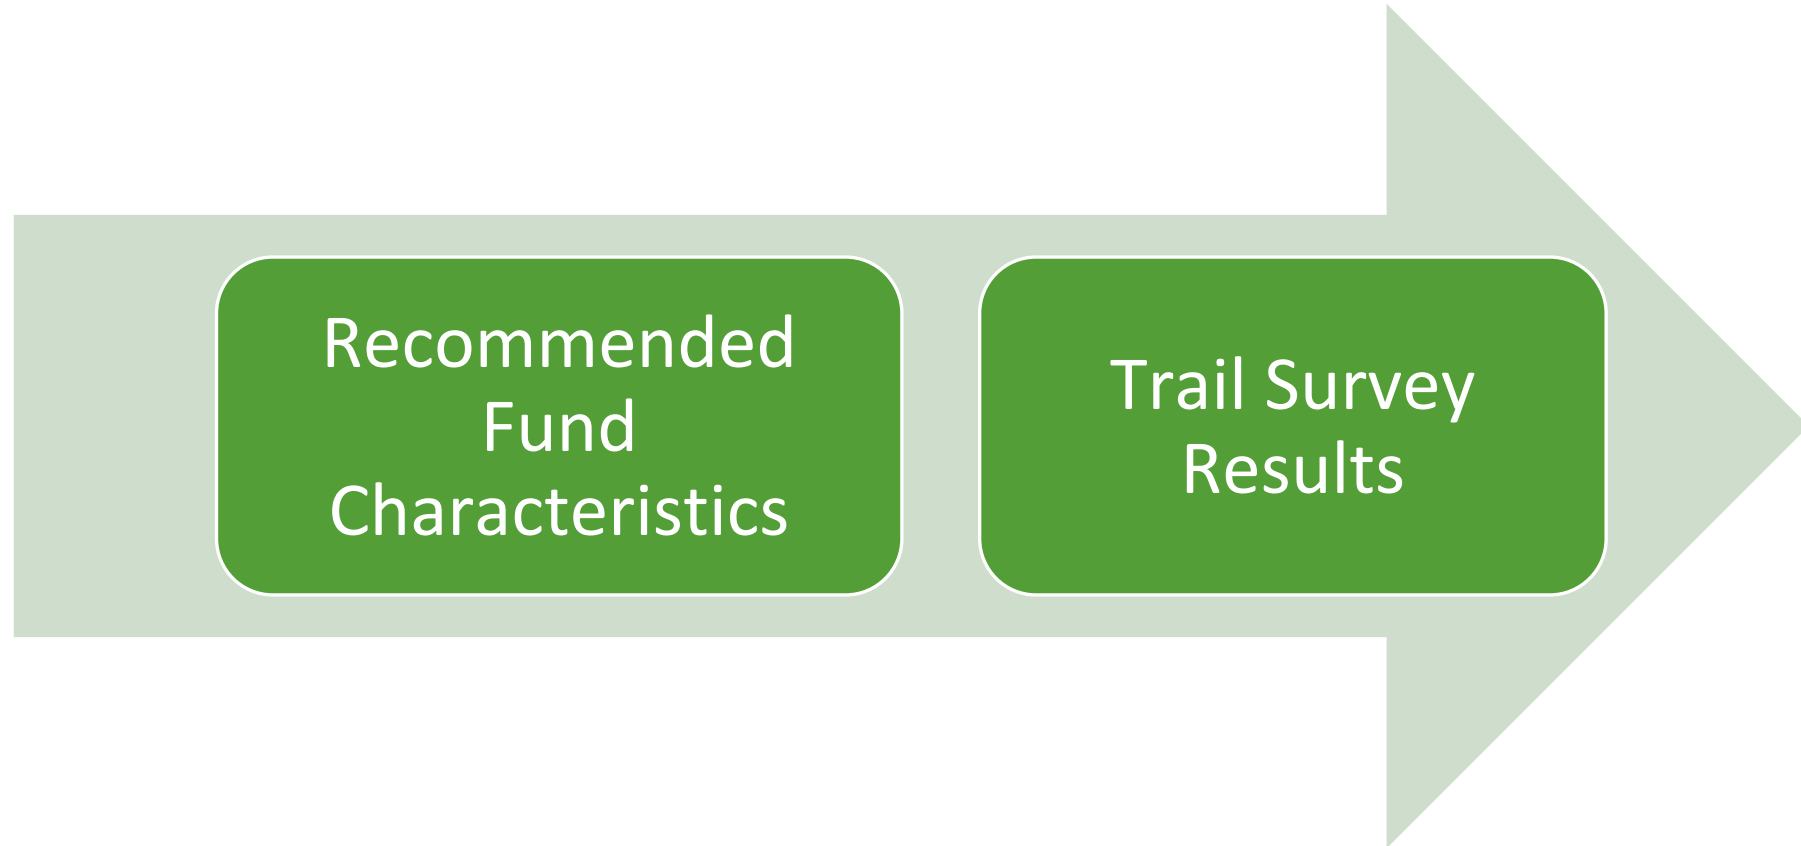 Recommended
Fund
Characteristics
Trail Survey
Results